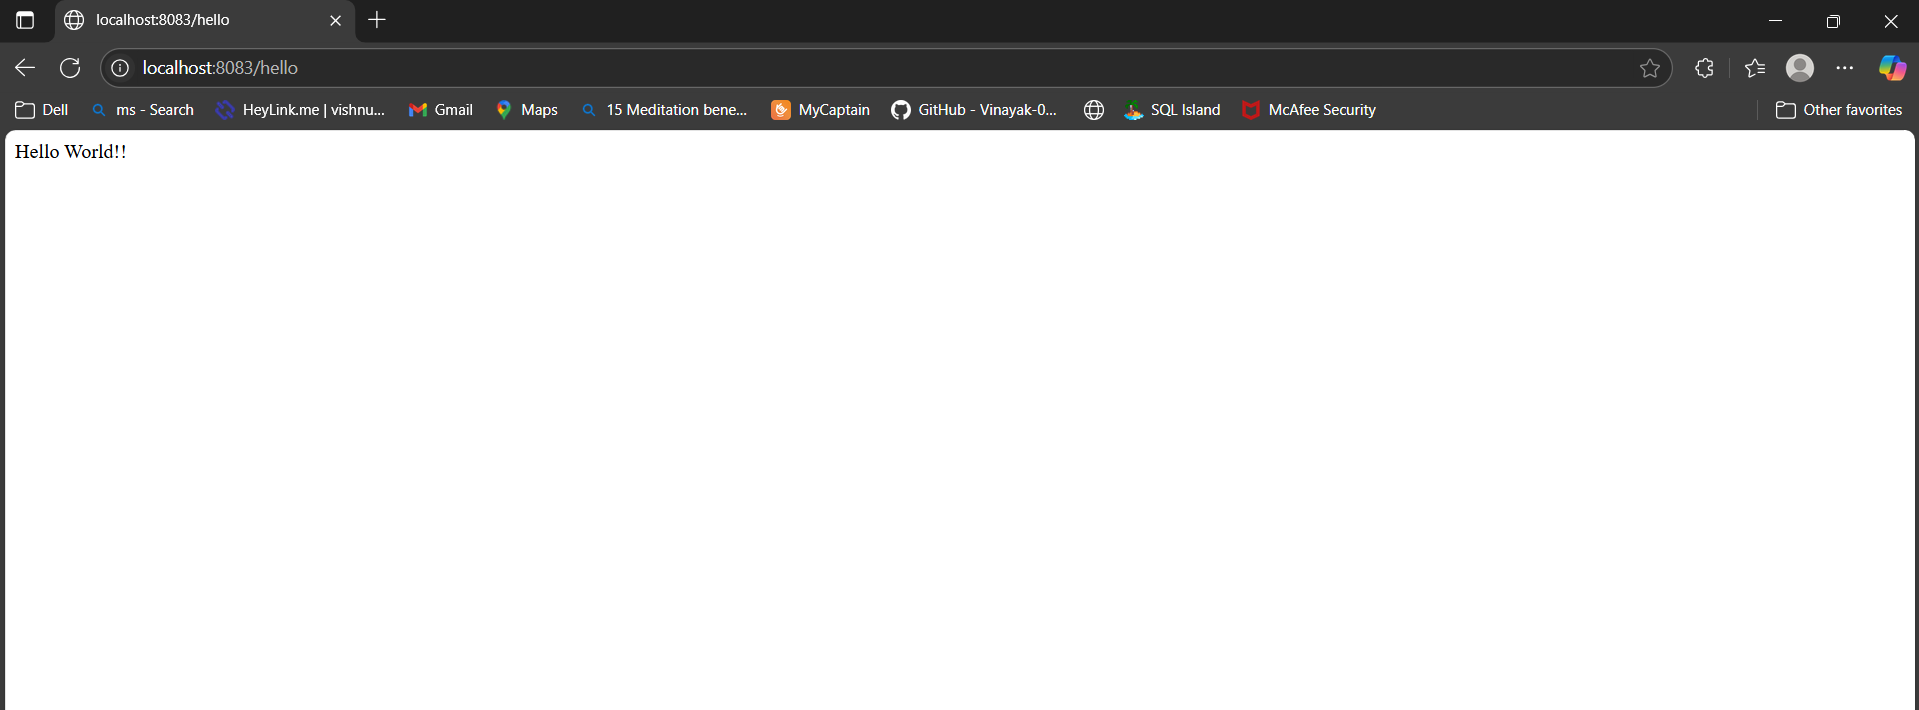 localhost:8083/hello
localhost:8083/hello
Dell ms - Search HeyLink.me | vishnu... Gmail Maps 15 Meditation bene... MyCaptain GitHub - Vinayak-0... SQL Island McAfee Security Other favorites
Hello World!!